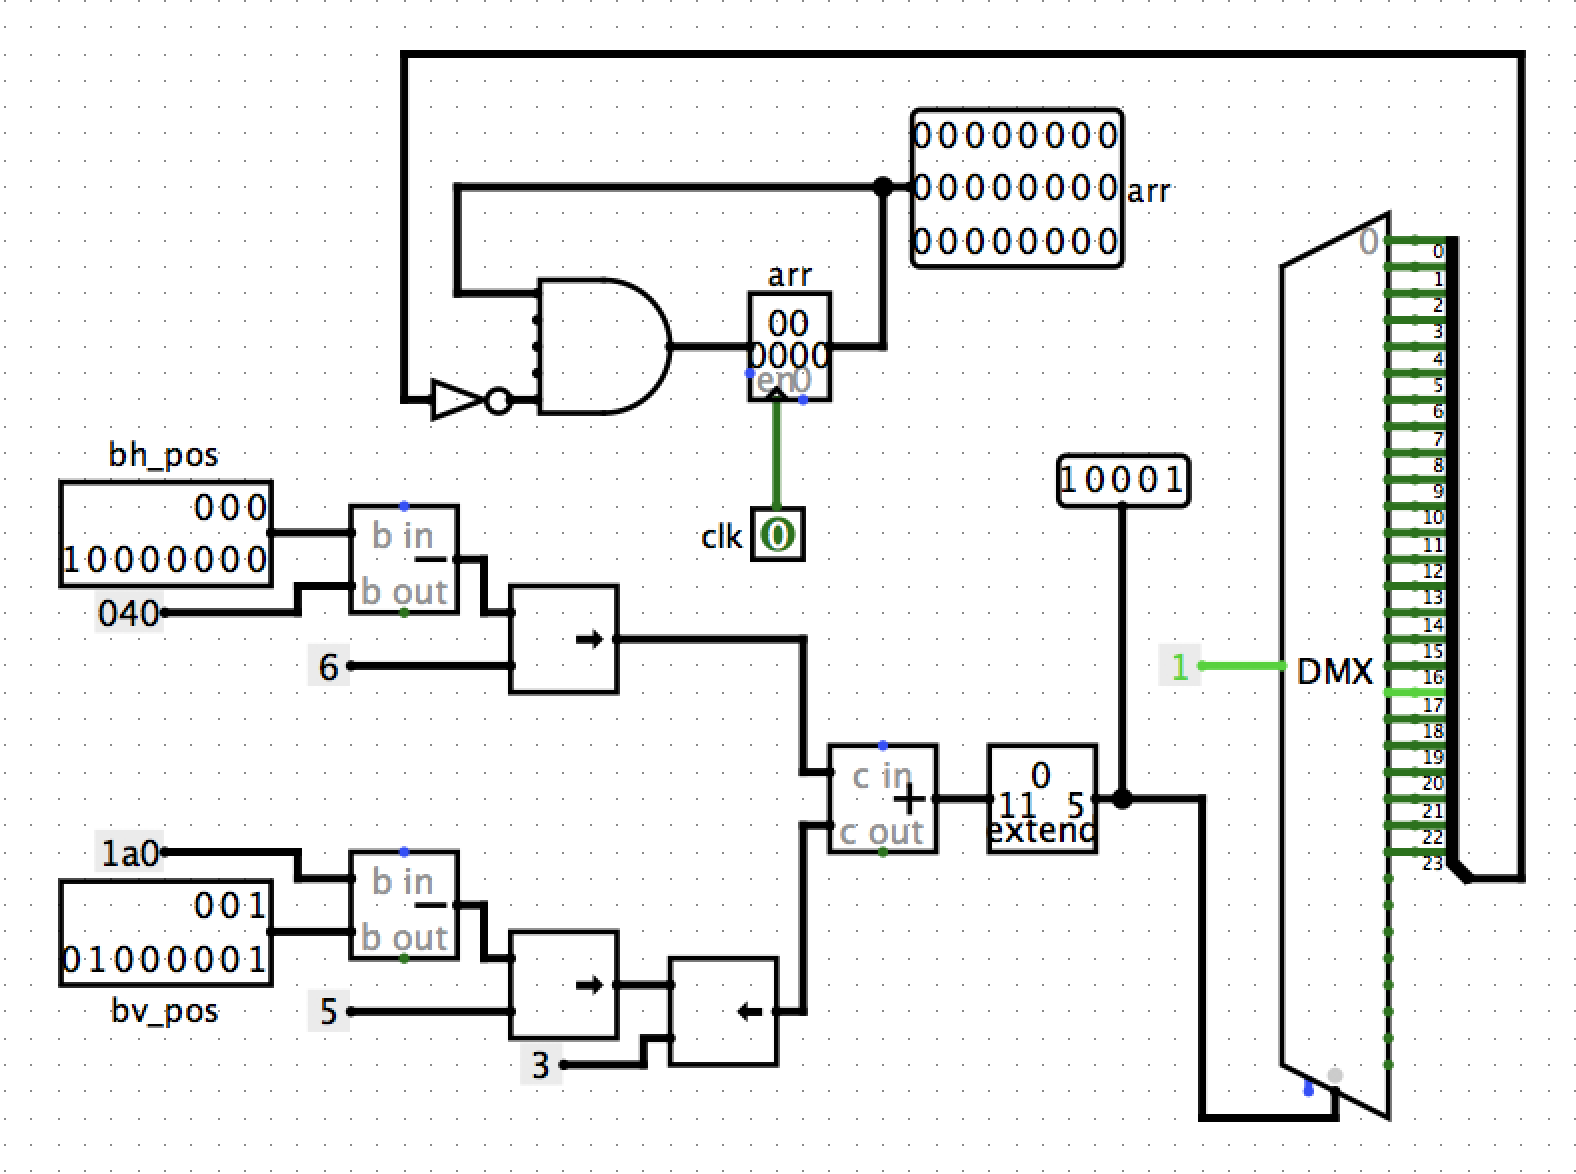 00000000
00000000
00000000
arr
arr
00
0000
en0
clk
0
bh_pos
000
10000000
040
b in
b out
6
10001
1
DMX
0
0
1
2
3
4
5
6
7
8
9
10
11
12
13
14
15
16
17
18
19
20
21
22
23
c in
+
c out
0
11 5
extend
1a0
b in
b out
001
01000001
bv_pos
5
3